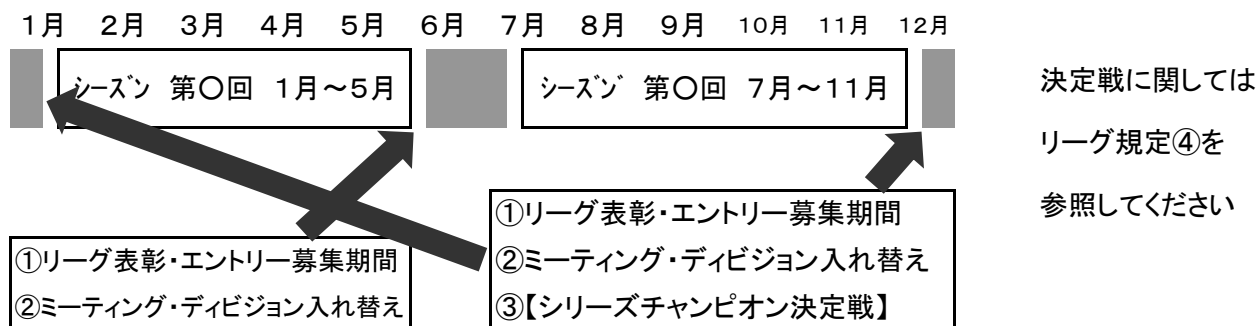 1月 2月 3月 4月 5月 6月 7月 8月 9月 10月 11月 12月
ｼｰｽﾞﾝ 第〇回 1月～5月
ｼｰｽﾞﾝﾞ 第〇回 7月～11月
決定戦に関しては
リーグ規定④を
参照してください
①リーグ表彰・エントリー募集期間
②ミーティング・ディビジョン入れ替え
①リーグ表彰・エントリー募集期間
②ミーティング・ディビジョン入れ替え
③【シリーズチャンピオン決定戦】